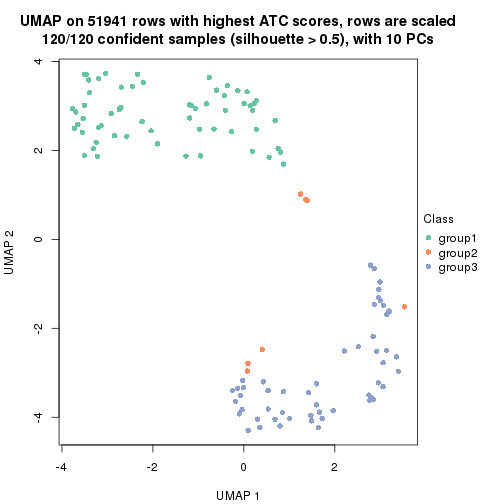 UMAP on 51941 rows with highest ATC scores, rows are scaled
120/120 confident samples (silhouette > 0.5), with 10 PCs
4
2
0
-2
-4
UMAP 2
-4
-2
0
2
UMAP 1
Class
group1
group2
group3